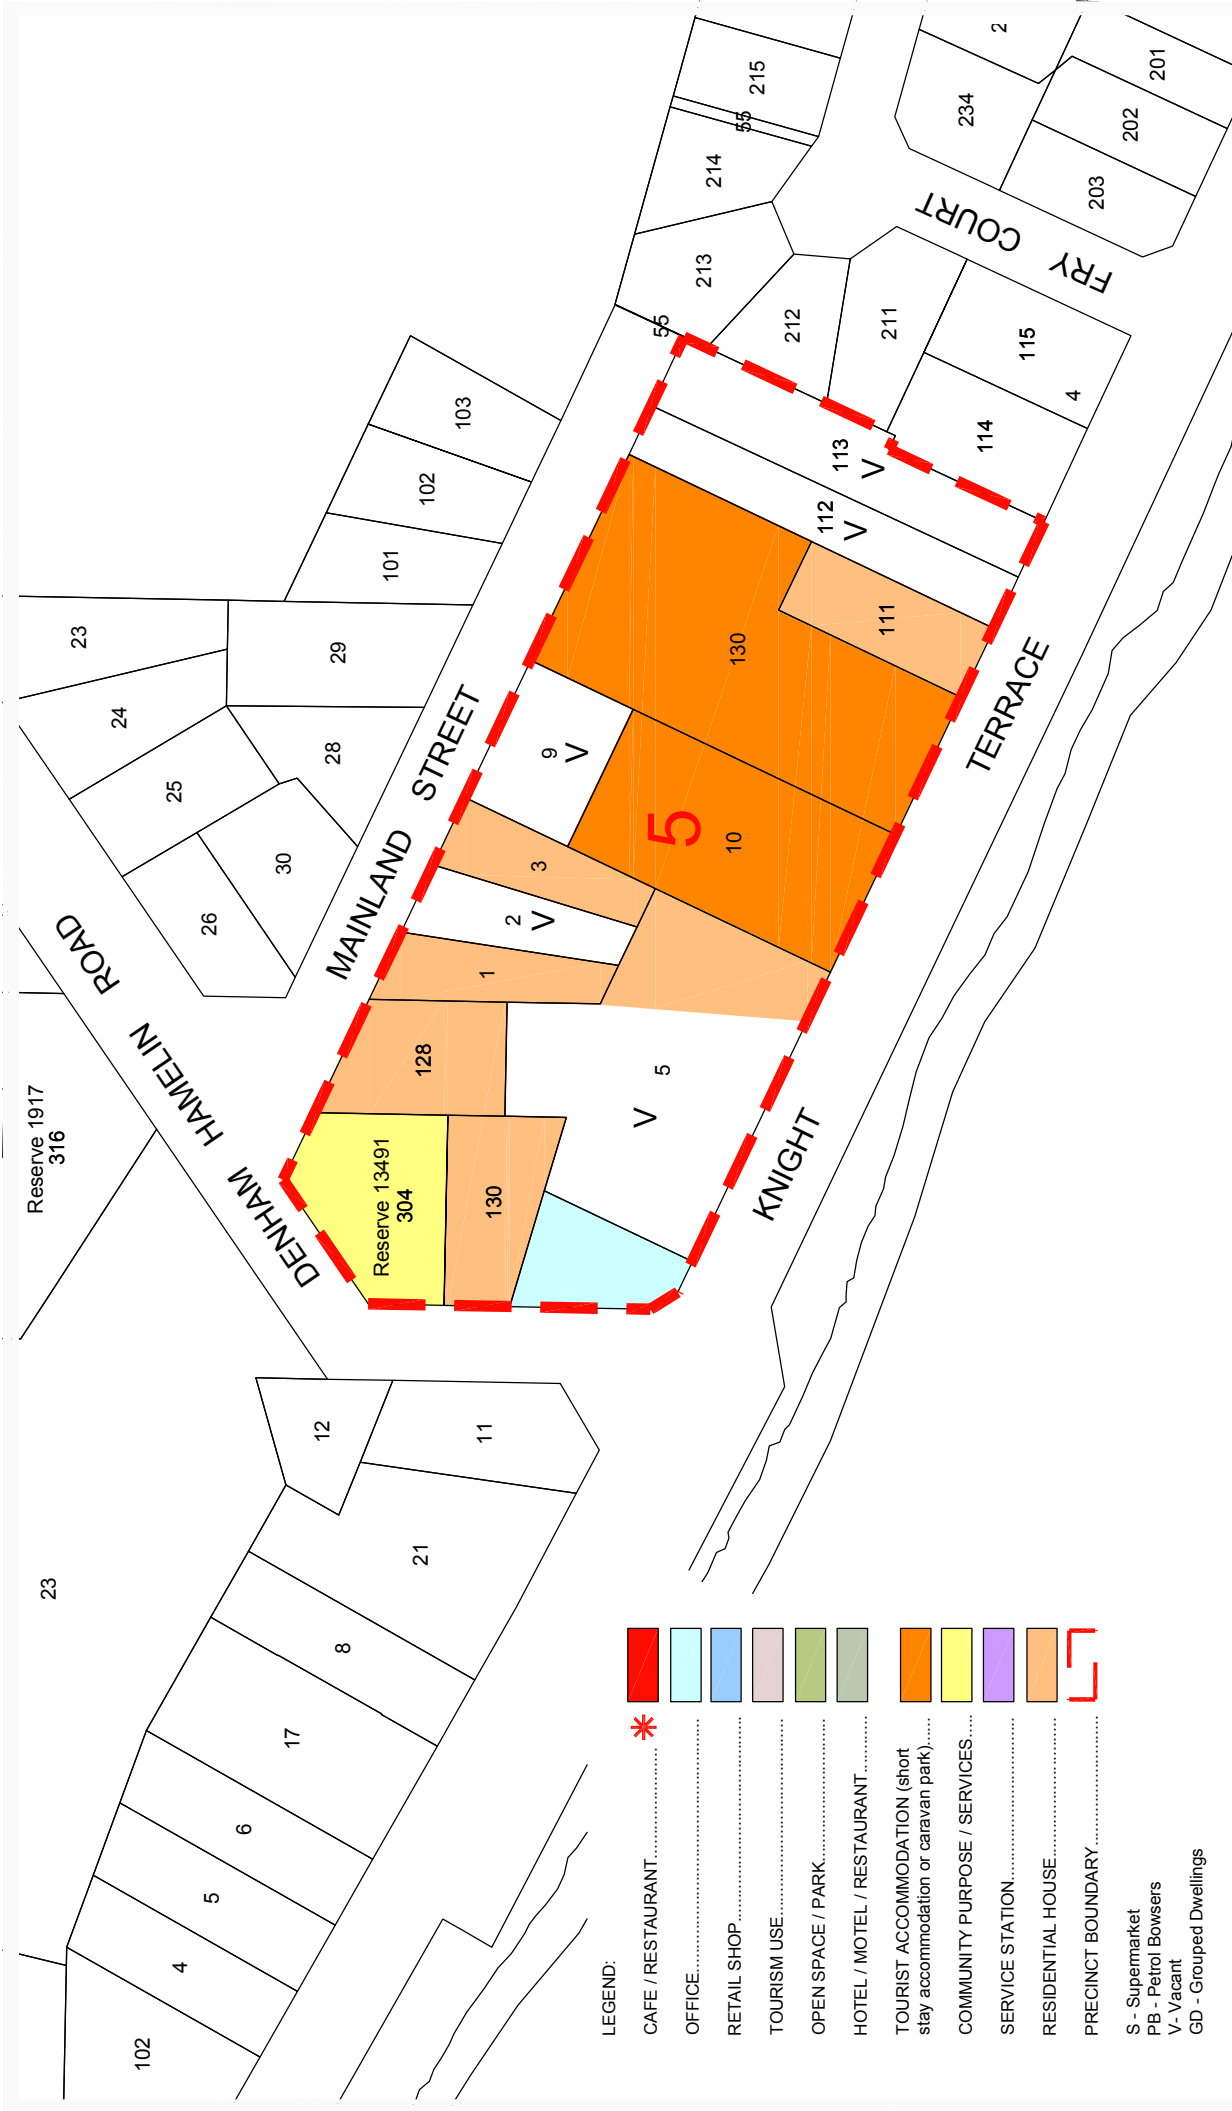 DENHAM HAMELIN ROAD
MAINLAND STREET
KNIGHT TERRACE
FRY COURT
Reserve 1917
316
Reserve 13491
304
23
24
25
26
30
28
29
23
101
102
103
215
55
214
213
55
212
211
115
4
114
234
2
201
202
203
113
V
112
V
111
130
9
V
10
5
3
2
V
1
128
130
5
V
12
11
21
8
17
6
5
4
102
23
LEGEND:
CAFE / RESTAURANT
*
OFFICE
RETAIL SHOP
TOURISM USE
OPEN SPACE / PARK
HOTEL / MOTEL / RESTAURANT
TOURIST ACCOMMODATION (short
stay accommodation or caravan park)
COMMUNITY PURPOSE / SERVICES
SERVICE STATION
RESIDENTIAL HOUSE
PRECINCT BOUNDARY
S - Supermarket
PB - Petrol Bowsers
V - Vacant
GD - Grouped Dwellings